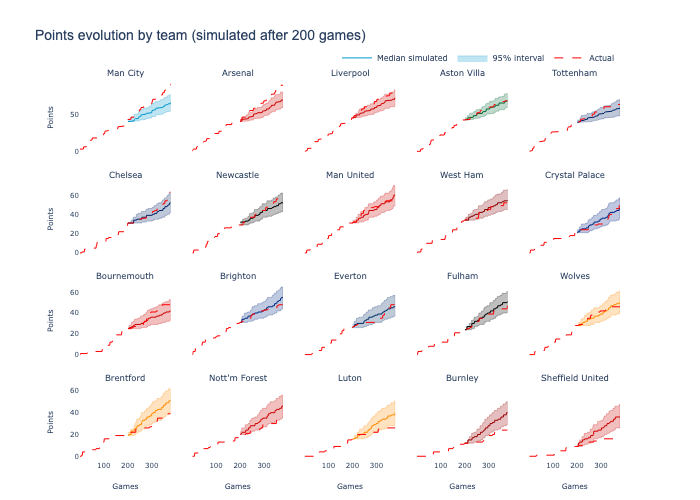 Points evolution by team (simulated after 200 games)
Median simulated 95% interval Actual
Man City Arsenal Liverpool Aston Villa Tottenham
50
0
Points
Chelsea Newcastle Man United West Ham Crystal Palace
60
40
20
0
Points
Bournemouth Brighton Everton Fulham Wolves
60
40
20
0
Points
Brentford Nott'm Forest Luton Burnley Sheffield United
60
40
20
0
Points
100 200 300 100 200 300 100 200 300 100 200 300 100 200 300
Games Games Games Games Games